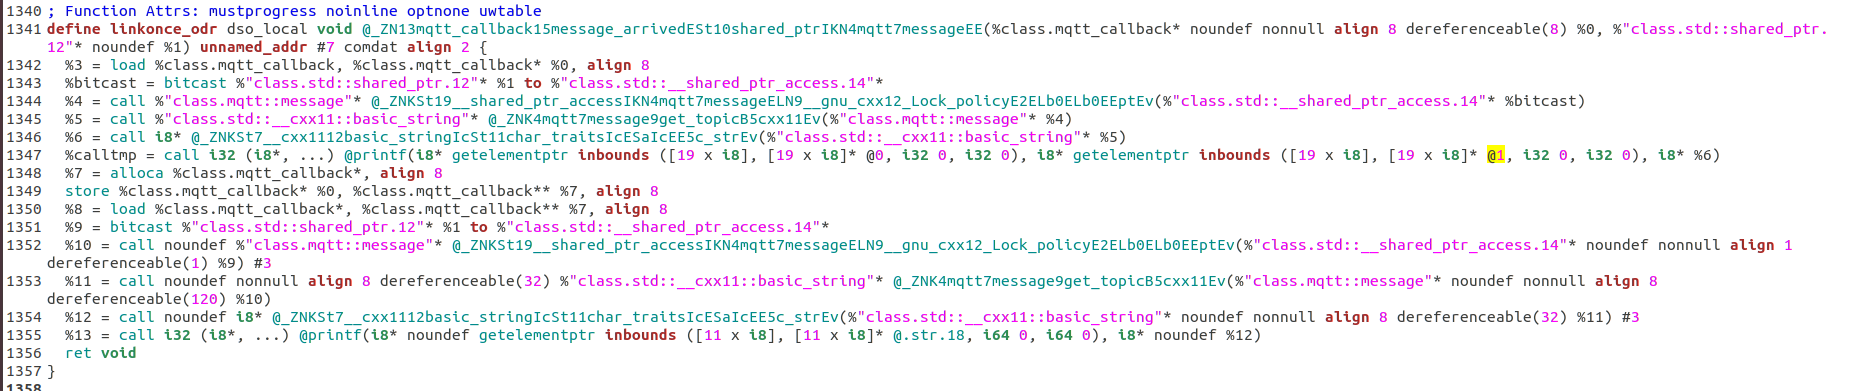 1340 ; Function Attrs: mustprogress noinline optnone uwtable
1341 define linkonce_odr dso_local void @_ZN13mqtt_callback15message_arrivedESt10shared_ptrIKN4mqtt7messageEE(%class.mqtt_callback* noundef nonnull align 8 dereferenceable(8) %0, %"class.std::shared_ptr.
12"* noundef %1) unnamed_addr #7 comdat align 2 {
1342   %3 = load %class.mqtt_callback, %class.mqtt_callback* %0, align 8
1343   %bitcast = bitcast %"class.std::shared_ptr.12"* %1 to %"class.std::__shared_ptr_access.14"*
1344   %4 = call %"class.mqtt::message"* @_ZNKSt19__shared_ptr_accessIKN4mqtt7messageELN9__gnu_cxx12_Lock_policyE2ELb0ELb0EEptEv(%"class.std::__shared_ptr_access.14"* %bitcast)
1345   %5 = call %"class.std::__cxx11::basic_string"* @_ZNK4mqtt7message9get_topicB5cxx11Ev(%"class.mqtt::message"* %4)
1346   %6 = call i8* @_ZNKSt7__cxx1112basic_stringIcSt11char_traitsIcESaIcEE5c_strEv(%"class.std::__cxx11::basic_string"* %5)
1347   %calltmp = call i32 (i8*, ...) @printf(i8* getelementptr inbounds ([19 x i8], [19 x i8]* @0, i32 0, i32 0), i8* getelementptr inbounds ([19 x i8], [19 x i8]* @1, i32 0, i32 0), i8* %6)
1348   %7 = alloca %class.mqtt_callback*, align 8
1349   store %class.mqtt_callback* %0, %class.mqtt_callback** %7, align 8
1350   %8 = load %class.mqtt_callback*, %class.mqtt_callback** %7, align 8
1351   %9 = bitcast %"class.std::shared_ptr.12"* %1 to %"class.std::__shared_ptr_access.14"*
1352   %10 = call noundef %"class.mqtt::message"* @_ZNKSt19__shared_ptr_accessIKN4mqtt7messageELN9__gnu_cxx12_Lock_policyE2ELb0ELb0EEptEv(%"class.std::__shared_ptr_access.14"* noundef nonnull align 1
dereferenceable(1) %9) #3
1353   %11 = call noundef nonnull align 8 dereferenceable(32) %"class.std::__cxx11::basic_string"* @_ZNK4mqtt7message9get_topicB5cxx11Ev(%"class.mqtt::message"* noundef nonnull align 8
dereferenceable(120) %10)
1354   %12 = call noundef i8* @_ZNKSt7__cxx1112basic_stringIcSt11char_traitsIcESaIcEE5c_strEv(%"class.std::__cxx11::basic_string"* noundef nonnull align 8 dereferenceable(32) %11) #3
1355   %13 = call i32 (i8*, ...) @printf(i8* noundef getelementptr inbounds ([11 x i8], [11 x i8]* @.str.18, i64 0, i64 0), i8* noundef %12)
1356   ret void
1357 }
1358